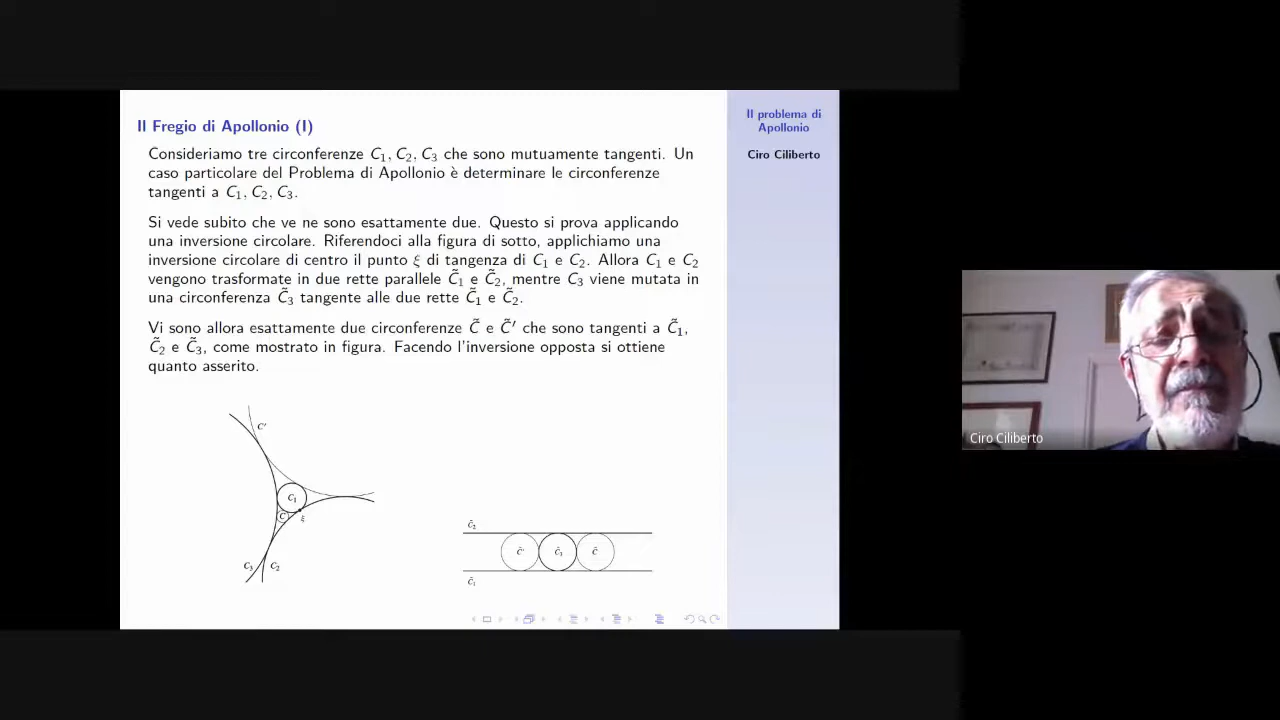 Il Fregio di Apollonio (I)
Consideriamo tre circonferenze C₁, C₂, C₃ che sono mutuamente tangenti. Un
caso particolare del Problema di Apollonio è determinare le circonferenze
tangenti a C₁, C₂, C₃.
Si vede subito che ve ne sono esattamente due. Questo si prova applicando
una inversione circolare. Riferendoci alla figura di sotto, applichiamo una
inversione circolare di centro il punto ξ di tangenza di C₁ e C₂. Allora C₁ e C₂
vengono trasformate in due rette parallele C̃₁ e C̃₂, mentre C₃ viene mutata in
una circonferenza C̃₃ tangente alle due rette C̃₁ e C̃₂.
Vi sono allora esattamente due circonferenze C̃ e C̃′ che sono tangenti a C̃₁,
C̃₂ e C̃₃, come mostrato in figura. Facendo l'inversione opposta si ottiene
quanto asserito.
C′
C₁
C
ξ
C₃
C₂
C̃₂
C̃′
C̃₃
C̃
C̃₁
Il problema di
Apollonio
Ciro Ciliberto
Ciro Ciliberto